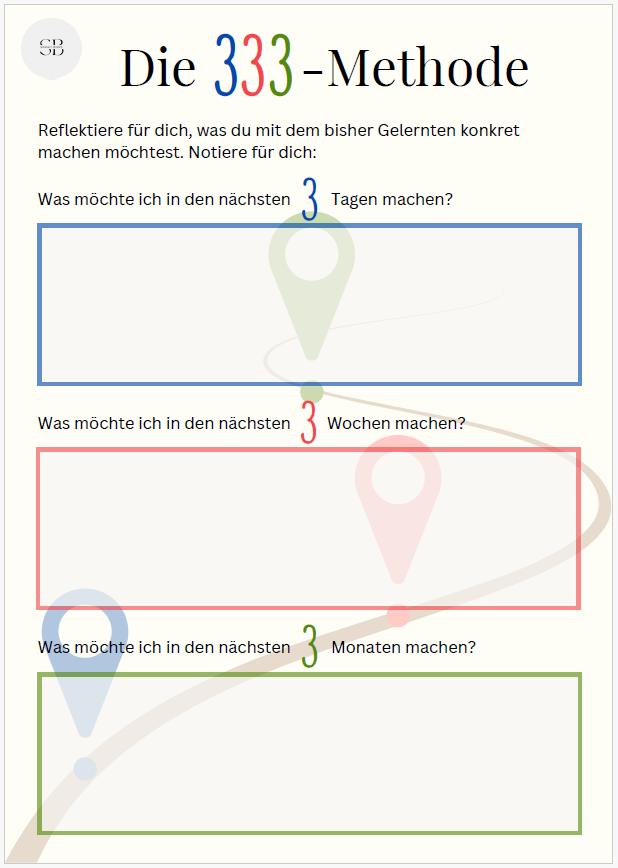 SB
Die 333-Methode
Reflektiere für dich, was du mit dem bisher Gelernten konkret
machen möchtest. Notiere für dich:
Was möchte ich in den nächsten 3 Tagen machen?
Was möchte ich in den nächsten 3 Wochen machen?
Was möchte ich in den nächsten 3 Monaten machen?